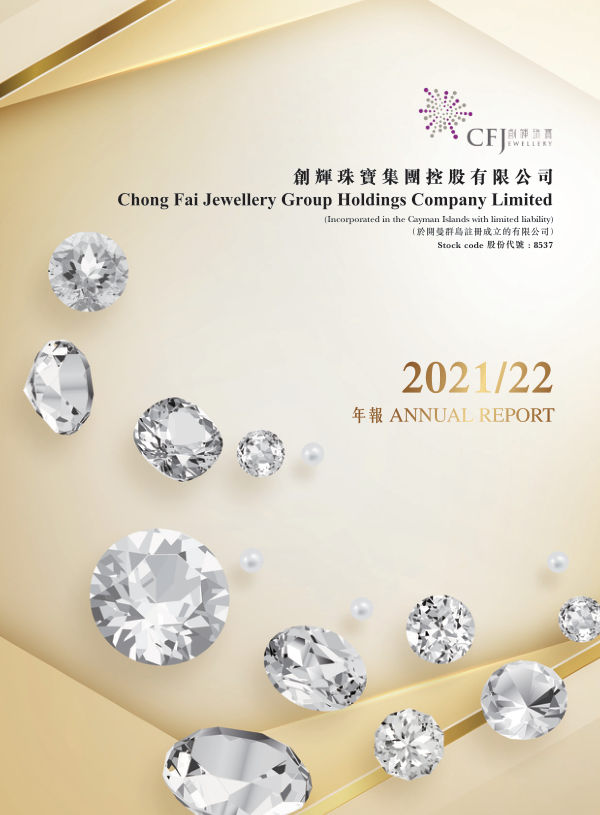 CFJ 創輝珠寶
JEWELLERY
創輝珠寶集團控股有限公司
Chong Fai Jewellery Group Holdings Company Limited
(Incorporated in the Cayman Islands with limited liability)
(於開曼群島註冊成立的有限公司)
Stock code 股份代號 : 8537
2021/22
年報 ANNUAL REPORT